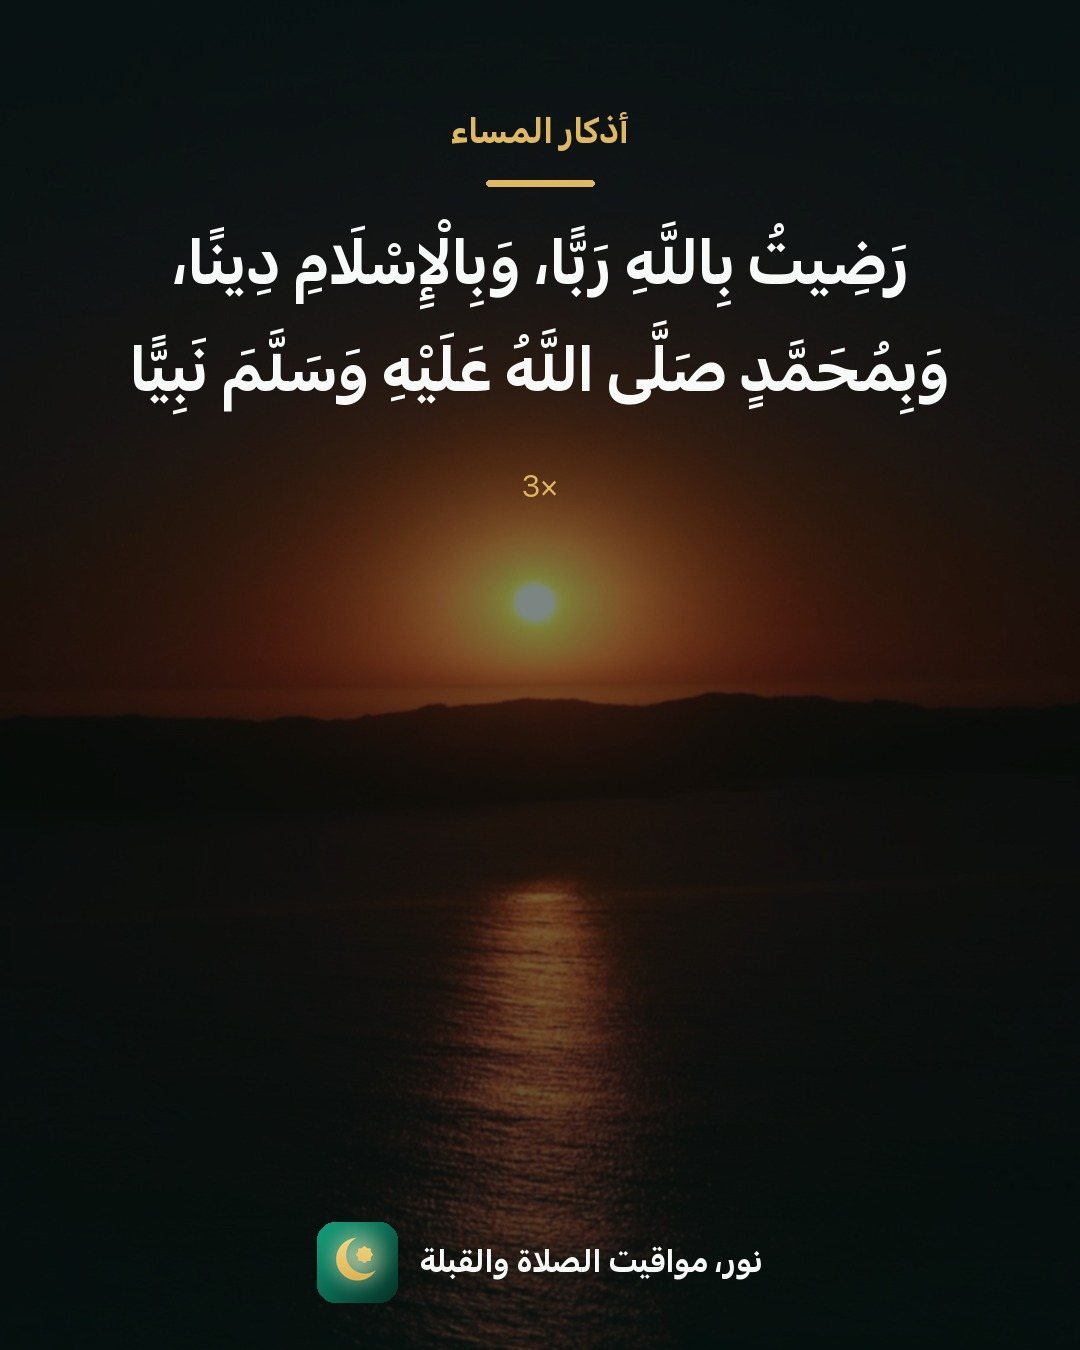 أذكار المساء
رَضِيتُ بِاللَّهِ رَبًّا، وَبِالْإِسْلَامِ دِينًا،
وَبِمُحَمَّدٍ صَلَّى اللَّهُ عَلَيْهِ وَسَلَّمَ نَبِيًّا
3×
نور، مواقيت الصلاة والقبلة